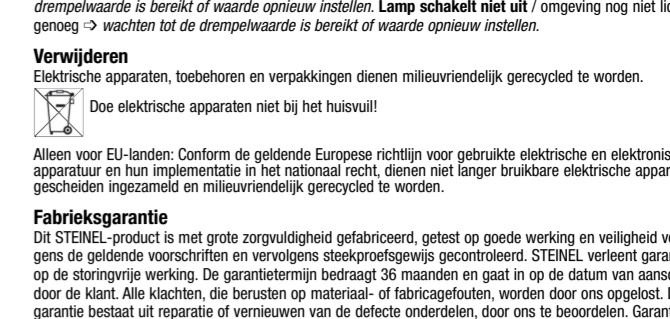 drempelwaarde is bereikt of waarde opnieuw instellen. Lamp schakelt niet uit / omgeving nog niet
genoeg ➩ wachten tot de drempelwaarde is bereikt of waarde opnieuw instellen.
Verwijderen
Elektrische apparaten, toebehoren en verpakkingen dienen milieuvriendelijk gerecycled te worden.
Doe elektrische apparaten niet bij het huisvuil!
Alleen voor EU-landen: Conform de geldende Europese richtlijn voor gebruikte elektrische en
apparatuur en hun implementatie in het nationaal recht, dienen niet langer bruikbare elektrische
gescheiden ingezameld en milieuvriendelijk gerecycled te worden.
Fabrieksgarantie
Dit STEINEL-product is met grote zorgvuldigheid gefabriceerd, getest op goede werking en veiligheid
gens de geldende voorschriften en vervolgens steekproefsgewijs gecontroleerd. STEINEL verleent
op de storingvrije werking. De garantietermijn bedraagt 36 maanden en gaat in op de datum van
door de klant. Alle klachten, die berusten op materiaal- of fabricagefouten, worden door ons opgelost.
garantie bestaat uit reparatie of vernieuwen van de defecte onderdelen, door ons te beoordelen.